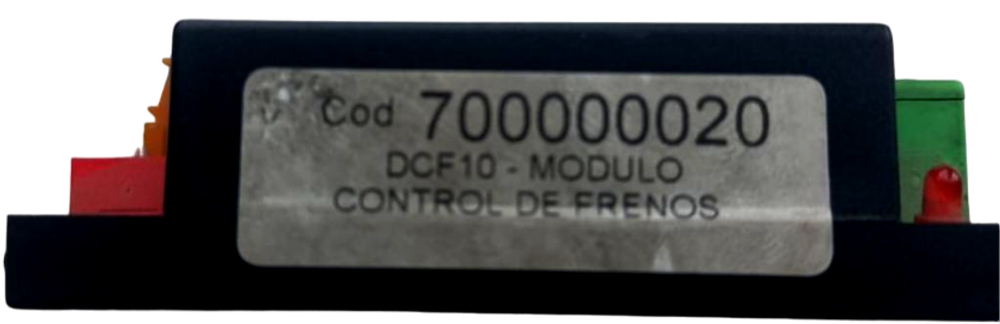 Cod 700000020
DCF10 - MODULO
CONTROL DE FRENOS